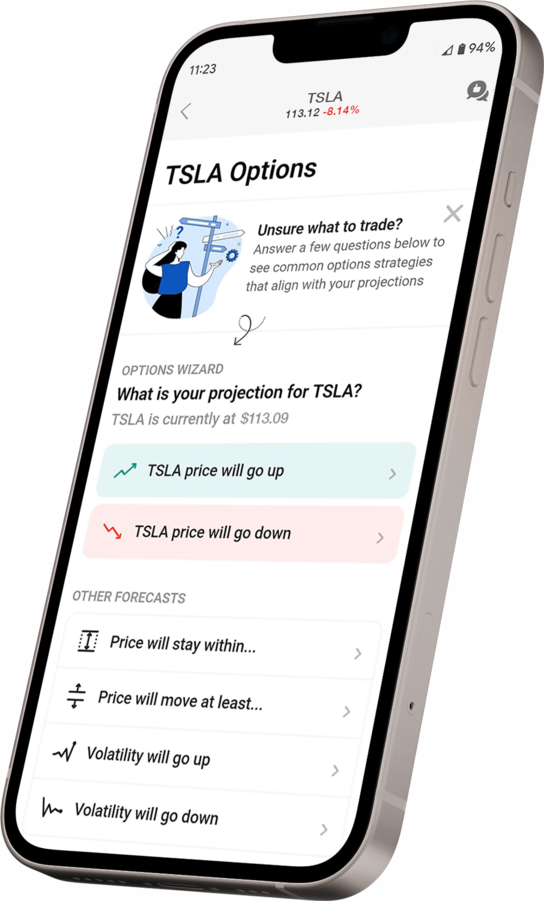 11:23
94%
TSLA
113.12 -8.14%
TSLA Options
?
Unsure what to trade?
Answer a few questions below to
see common options strategies
that align with your projections
OPTIONS WIZARD
What is your projection for TSLA?
TSLA is currently at $113.09
TSLA price will go up
TSLA price will go down
OTHER FORECASTS
Price will stay within...
Price will move at least...
Volatility will go up
Volatility will go down